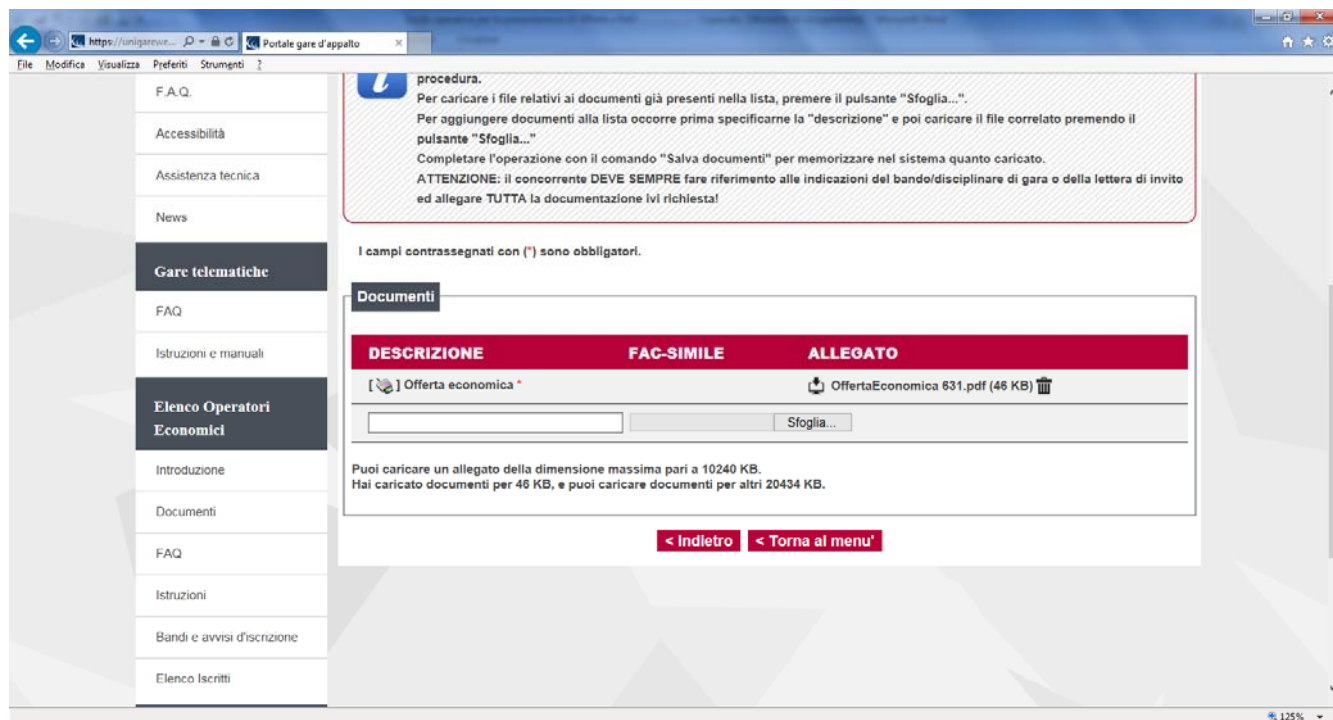 https://unigarewe...
Portale gare d'appalto
File Modifica Visualizza Preferiti Strumenti ?
F.A.Q.
Accessibilità
Assistenza tecnica
News
Gare telematiche
FAQ
Istruzioni e manuali
Elenco Operatori
Economici
Introduzione
Documenti
FAQ
Istruzioni
Bandi e avvisi d'iscrizione
Elenco Iscritti
procedura.
Per caricare i file relativi ai documenti già presenti nella lista, premere il pulsante "Sfoglia...".
Per aggiungere documenti alla lista occorre prima specificarne la "descrizione" e poi caricare il file correlato premendo il
pulsante "Sfoglia..."
Completare l'operazione con il comando "Salva documenti" per memorizzare nel sistema quanto caricato.
ATTENZIONE: il concorrente DEVE SEMPRE fare riferimento alle indicazioni del bando/disciplinare di gara o della lettera di invito
ed allegare TUTTA la documentazione ivi richiesta!
I campi contrassegnati con (*) sono obbligatori.
Documenti
DESCRIZIONE FAC-SIMILE ALLEGATO
[ ] Offerta economica * OffertaEconomica 631.pdf (46 KB)
Sfoglia...
Puoi caricare un allegato della dimensione massima pari a 10240 KB.
Hai caricato documenti per 46 KB, e puoi caricare documenti per altri 20434 KB.
< Indietro < Torna al menu'
125%